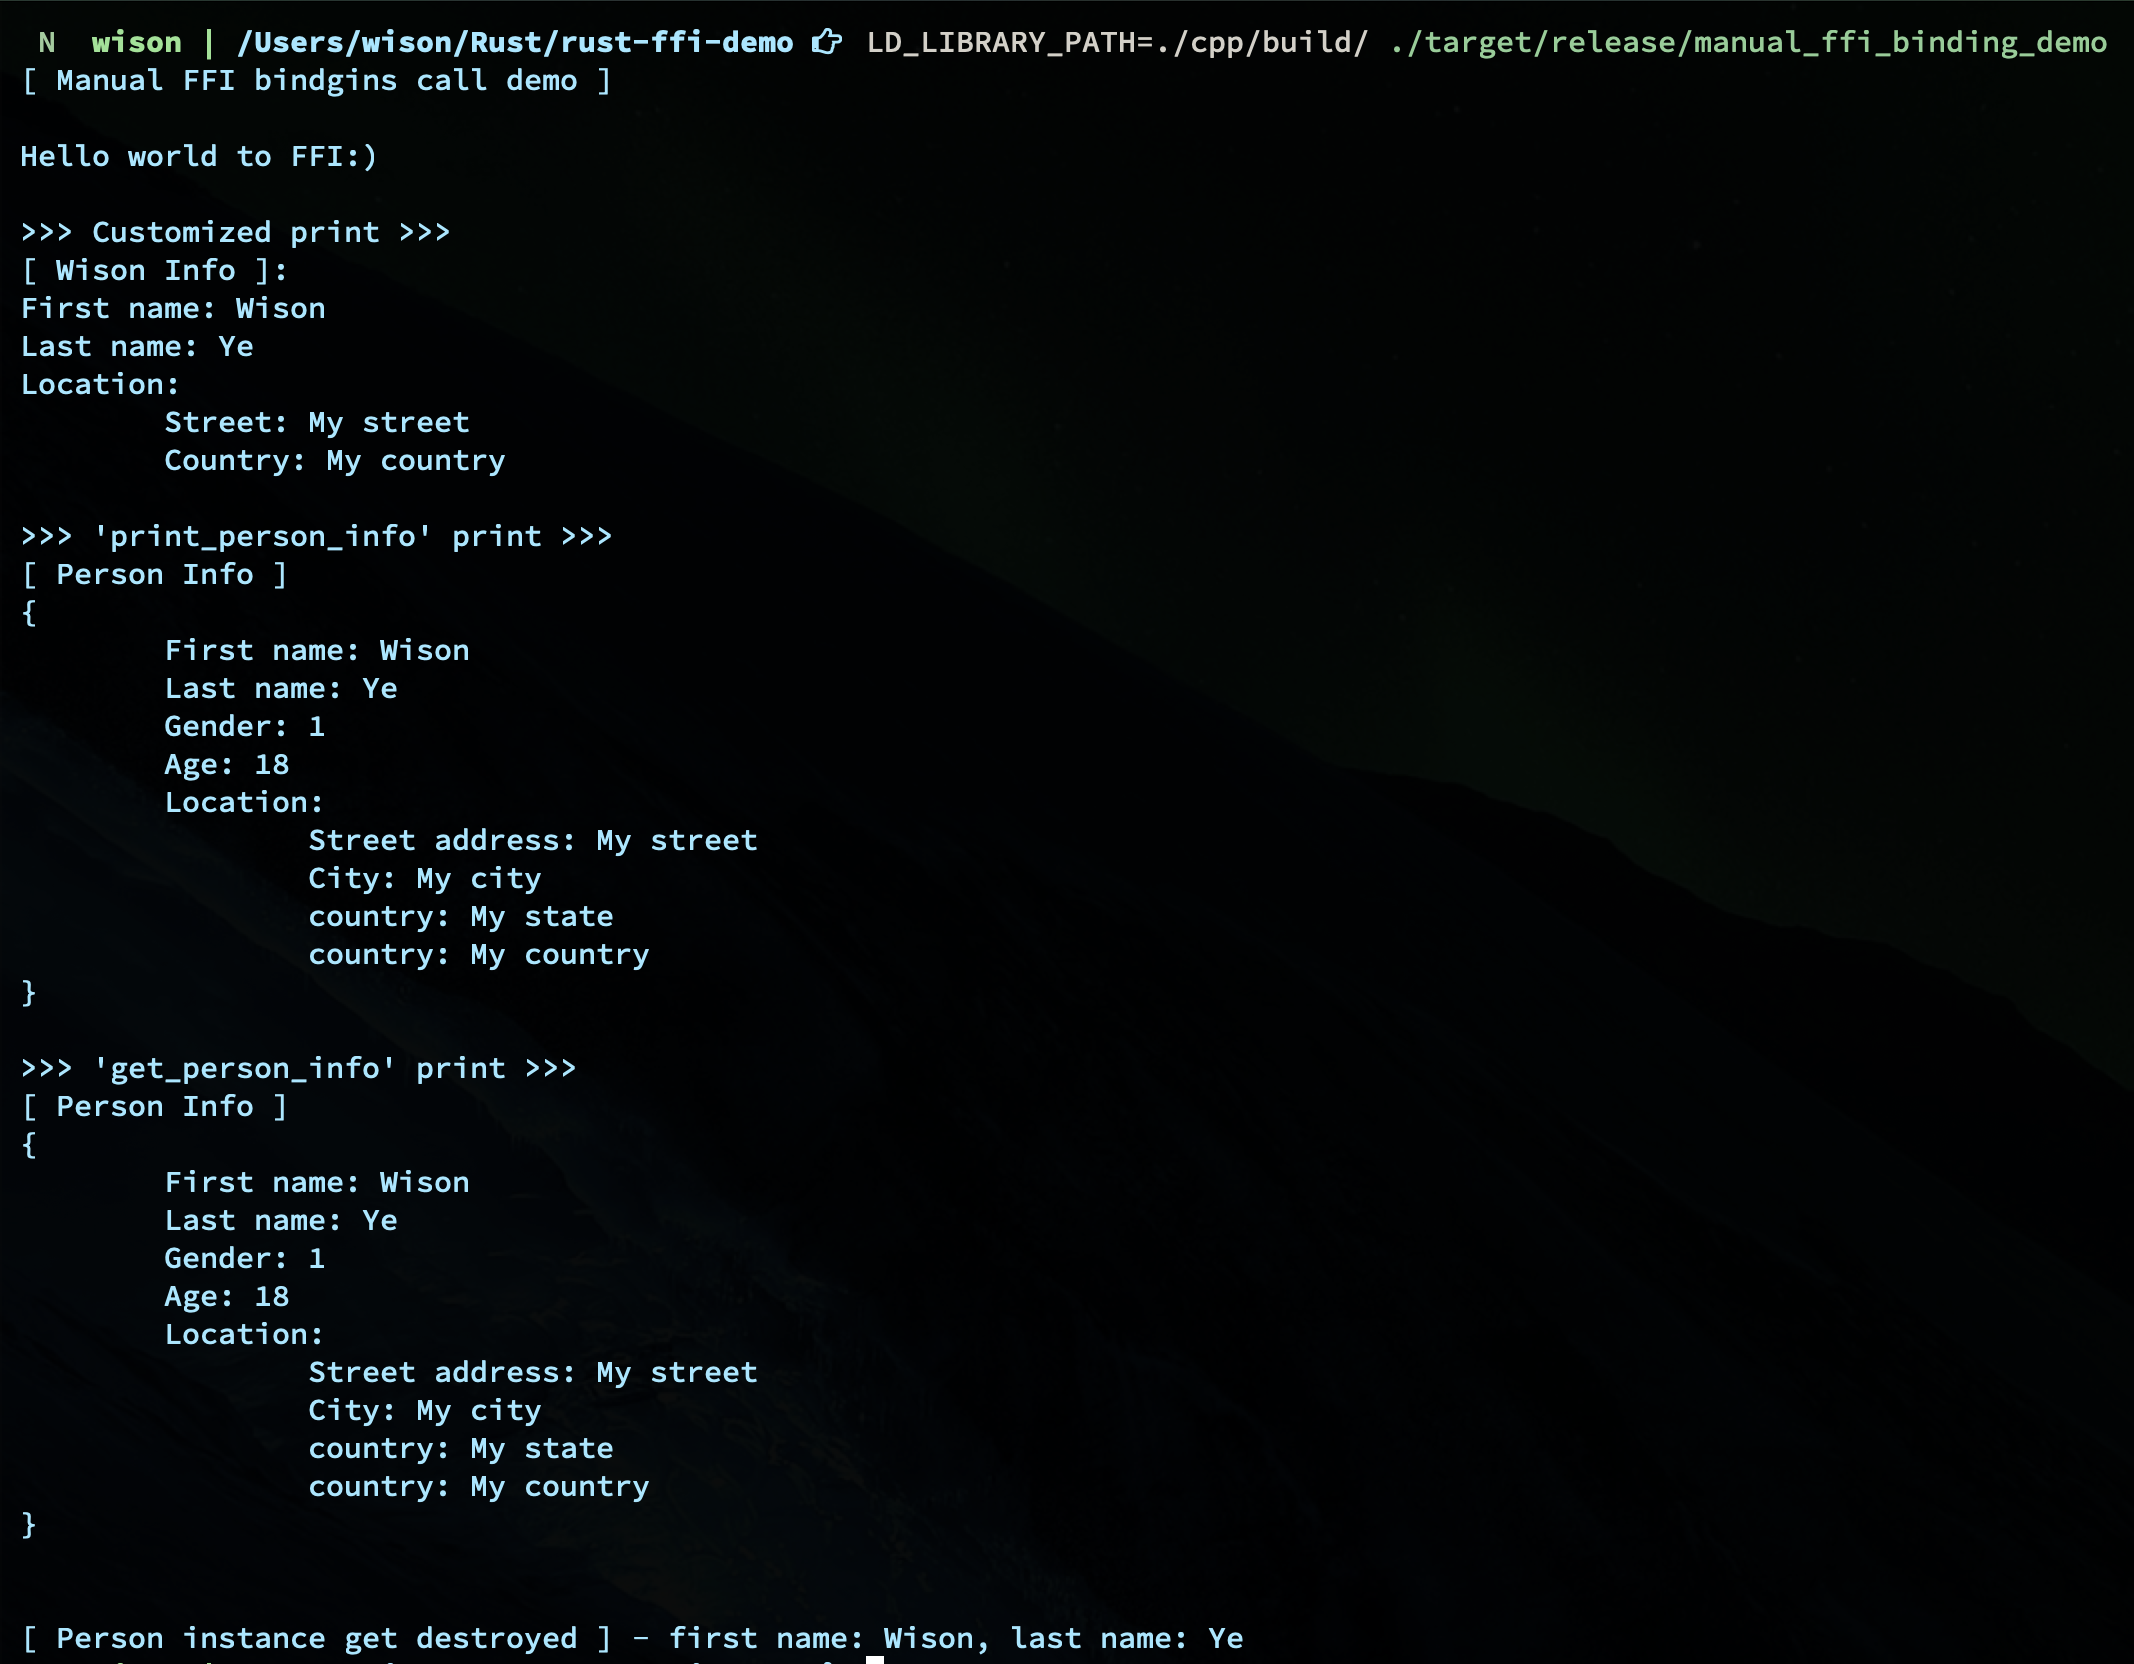 N wison | /Users/wison/Rust/rust-ffi-demo 👉 LD_LIBRARY_PATH=./cpp/build/ ./target/release/manual_ffi_binding_demo
[ Manual FFI bindgins call demo ]
Hello world to FFI:)
>>> Customized print >>>
[ Wison Info ]:
First name: Wison
Last name: Ye
Location:
Street: My street
Country: My country
>>> 'print_person_info' print >>>
[ Person Info ]
{
First name: Wison
Last name: Ye
Gender: 1
Age: 18
Location:
Street address: My street
City: My city
country: My state
country: My country
}
>>> 'get_person_info' print >>>
[ Person Info ]
{
First name: Wison
Last name: Ye
Gender: 1
Age: 18
Location:
Street address: My street
City: My city
country: My state
country: My country
}
[ Person instance get destroyed ] - first name: Wison, last name: Ye